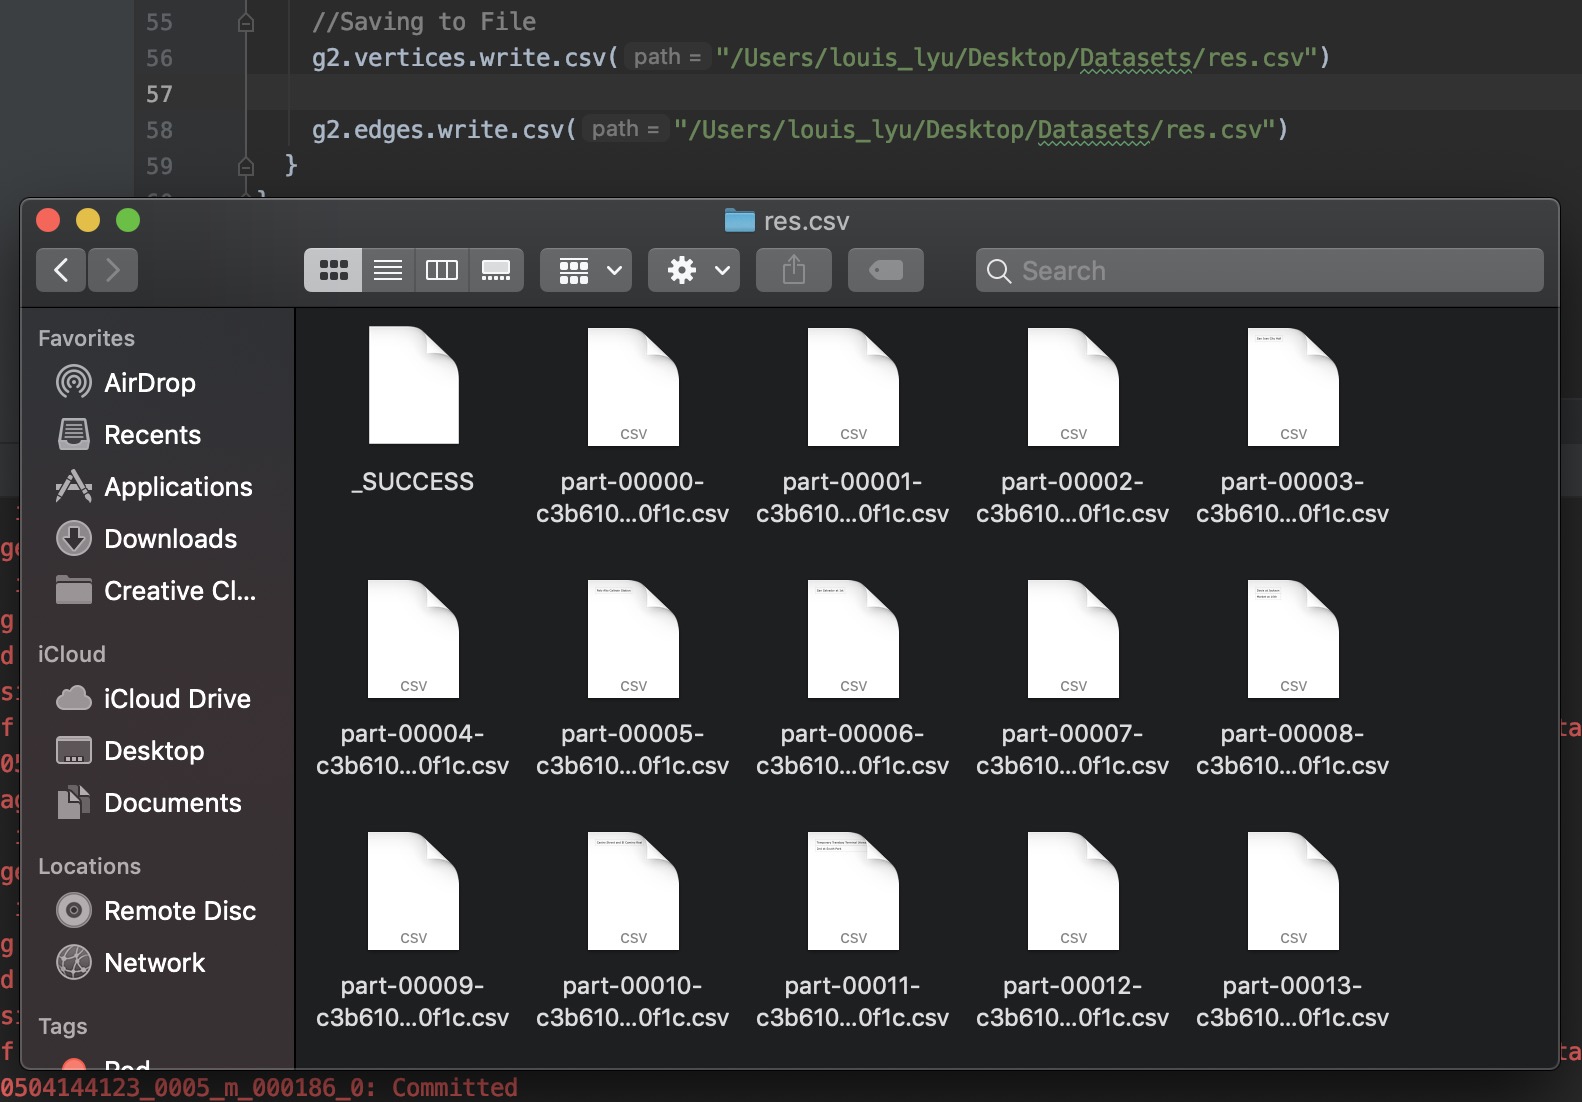 55 //Saving to File
56 g2.vertices.write.csv( path = "/Users/louis_lyu/Desktop/Datasets/res.csv")
57
58 g2.edges.write.csv( path = "/Users/louis_lyu/Desktop/Datasets/res.csv")
59 }
res.csv
Search
Favorites
AirDrop
Recents
Applications
Downloads
Creative Cl...
iCloud
iCloud Drive
Desktop
Documents
Locations
Remote Disc
Network
Tags
Red
_SUCCESS
CSV
part-00000-
c3b610...0f1c.csv
CSV
part-00001-
c3b610...0f1c.csv
CSV
part-00002-
c3b610...0f1c.csv
CSV
part-00003-
c3b610...0f1c.csv
CSV
part-00004-
c3b610...0f1c.csv
CSV
part-00005-
c3b610...0f1c.csv
CSV
part-00006-
c3b610...0f1c.csv
CSV
part-00007-
c3b610...0f1c.csv
CSV
part-00008-
c3b610...0f1c.csv
CSV
part-00009-
c3b610...0f1c.csv
CSV
part-00010-
c3b610...0f1c.csv
CSV
part-00011-
c3b610...0f1c.csv
CSV
part-00012-
c3b610...0f1c.csv
CSV
part-00013-
c3b610...0f1c.csv
0504144123_0005_m_000186_0: Committed